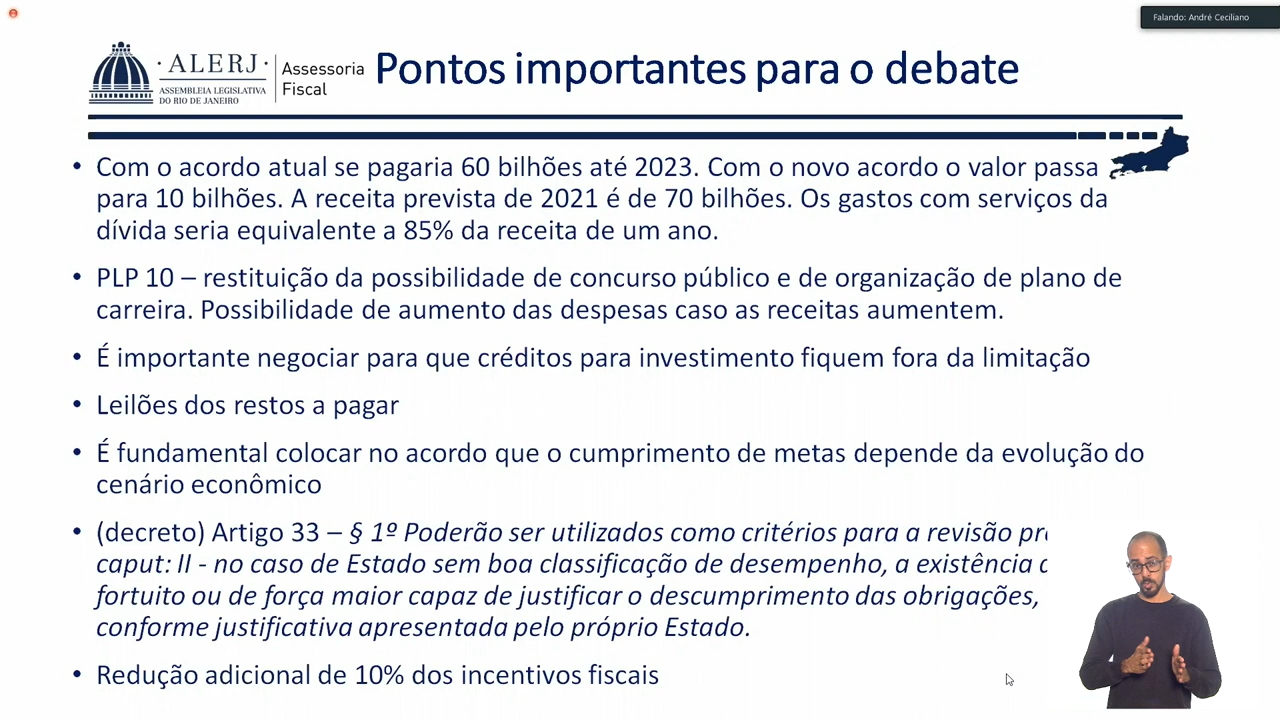 Falando: André Ceciliano
· ALERJ ·
ASSEMBLEIA LEGISLATIVA
DO RIO DE JANEIRO
Assessoria
Fiscal
Pontos importantes para o debate
• Com o acordo atual se pagaria 60 bilhões até 2023. Com o novo acordo o valor passa
para 10 bilhões. A receita prevista de 2021 é de 70 bilhões. Os gastos com serviços da
dívida seria equivalente a 85% da receita de um ano.
• PLP 10 – restituição da possibilidade de concurso público e de organização de plano de
carreira. Possibilidade de aumento das despesas caso as receitas aumentem.
• É importante negociar para que créditos para investimento fiquem fora da limitação
• Leilões dos restos a pagar
• É fundamental colocar no acordo que o cumprimento de metas depende da evolução do
cenário econômico
• (decreto) Artigo 33 – § 1º Poderão ser utilizados como critérios para a revisão
caput: II - no caso de Estado sem boa classificação de desempenho, a existência
fortuito ou de força maior capaz de justificar o descumprimento das obrigações,
conforme justificativa apresentada pelo próprio Estado.
• Redução adicional de 10% dos incentivos fiscais